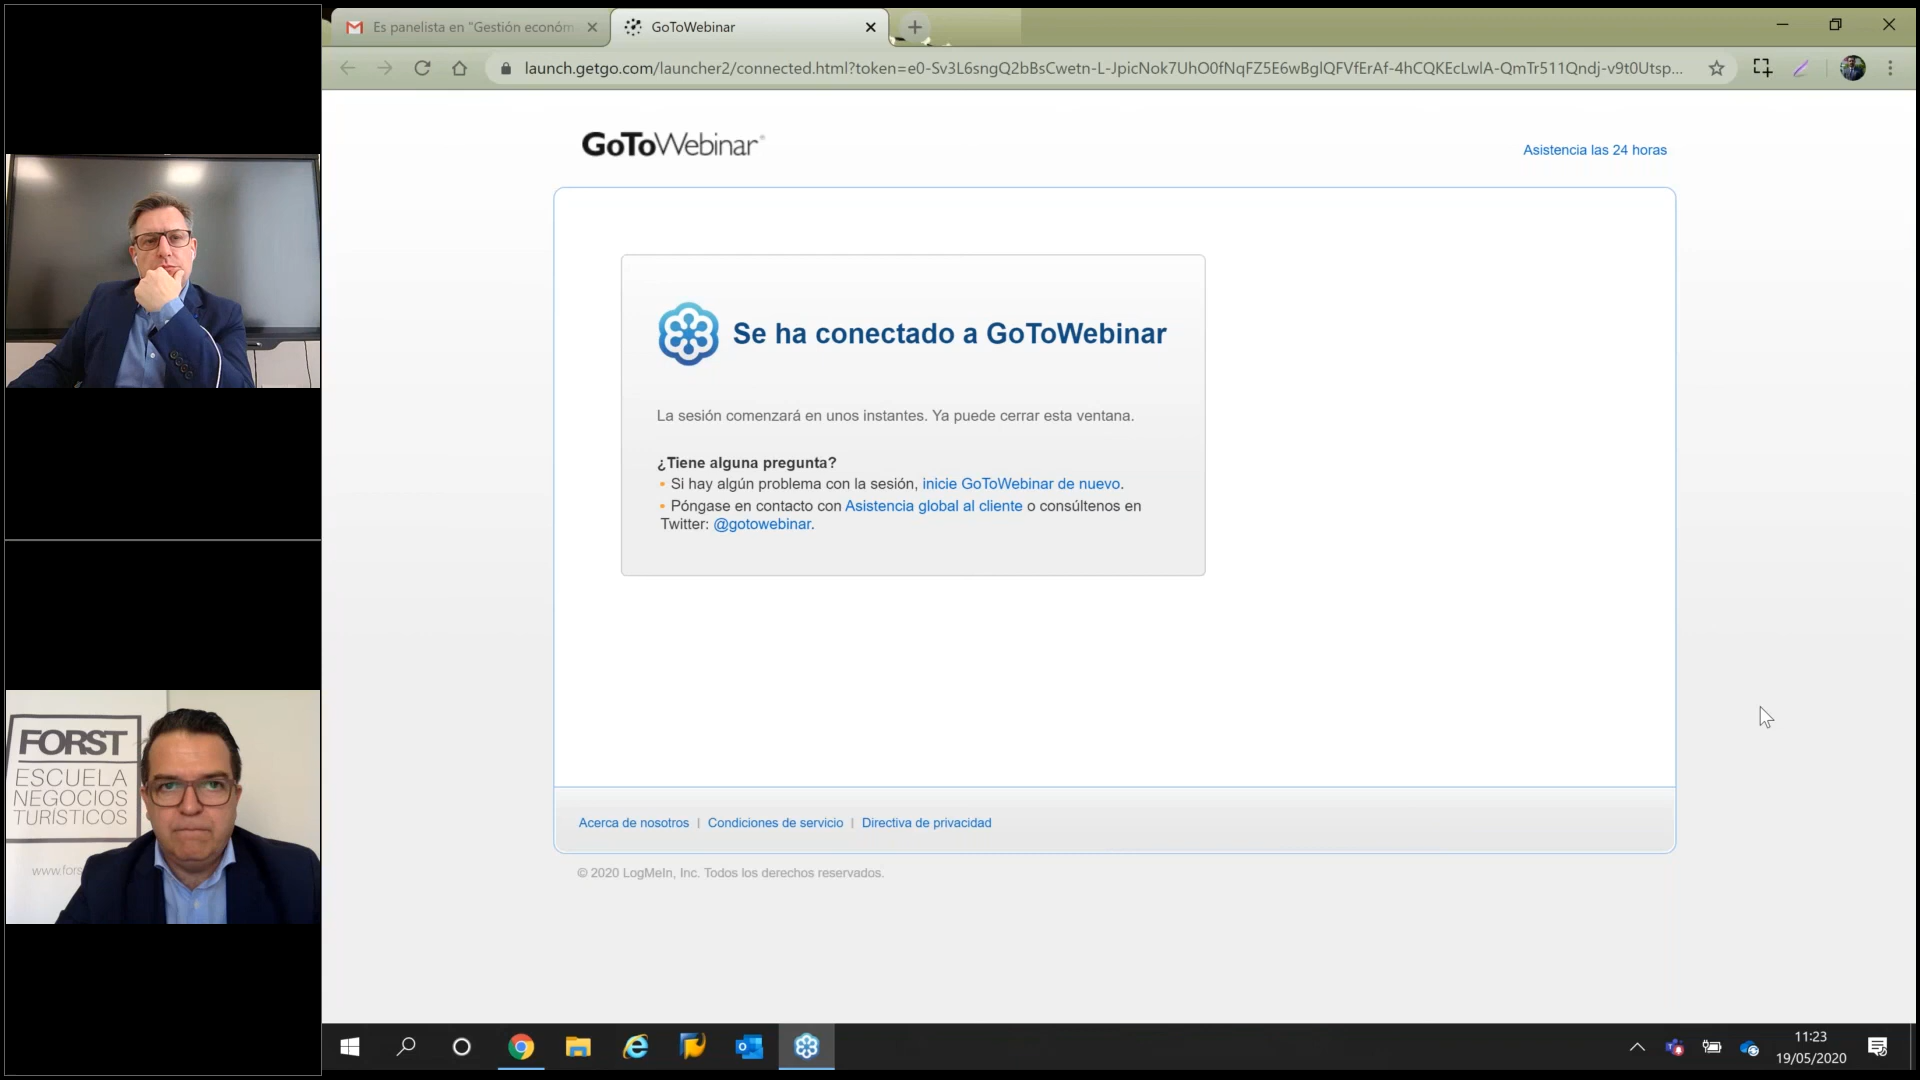 Es panelista en "Gestión económ
GoToWebinar
launch.getgo.com/launcher2/connected.html?token=e0-Sv3L6sngQ2bBsCwetn-L-JpicNok7UhO0fNqFZ5E6wBglQFVfErAf-4hCQKEcLwlA-QmTr511Qndj-v9t0Utsp...
GoToWebinar
Asistencia las 24 horas
Se ha conectado a GoToWebinar
La sesión comenzará en unos instantes. Ya puede cerrar esta ventana.
¿Tiene alguna pregunta?
Si hay algún problema con la sesión, inicie GoToWebinar de nuevo.
Póngase en contacto con Asistencia global al cliente o consúltenos en
Twitter: @gotowebinar.
FORST
ESCUELA
NEGOCIOS
TURÍSTICOS
www.fors
Acerca de nosotros | Condiciones de servicio | Directiva de privacidad
© 2020 LogMeIn, Inc. Todos los derechos reservados.
11:23
19/05/2020